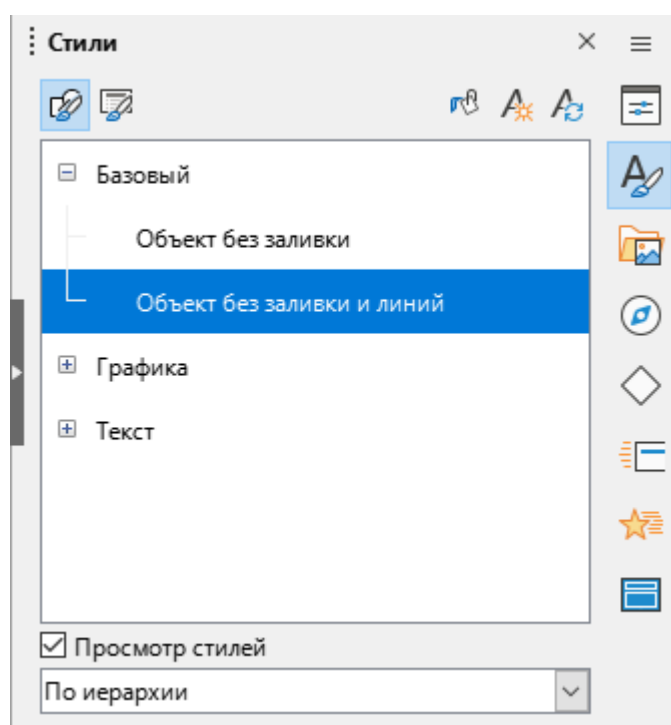 Стили
Базовый
Объект без заливки
Объект без заливки и линий
Графика
Текст
Просмотр стилей
По иерархии